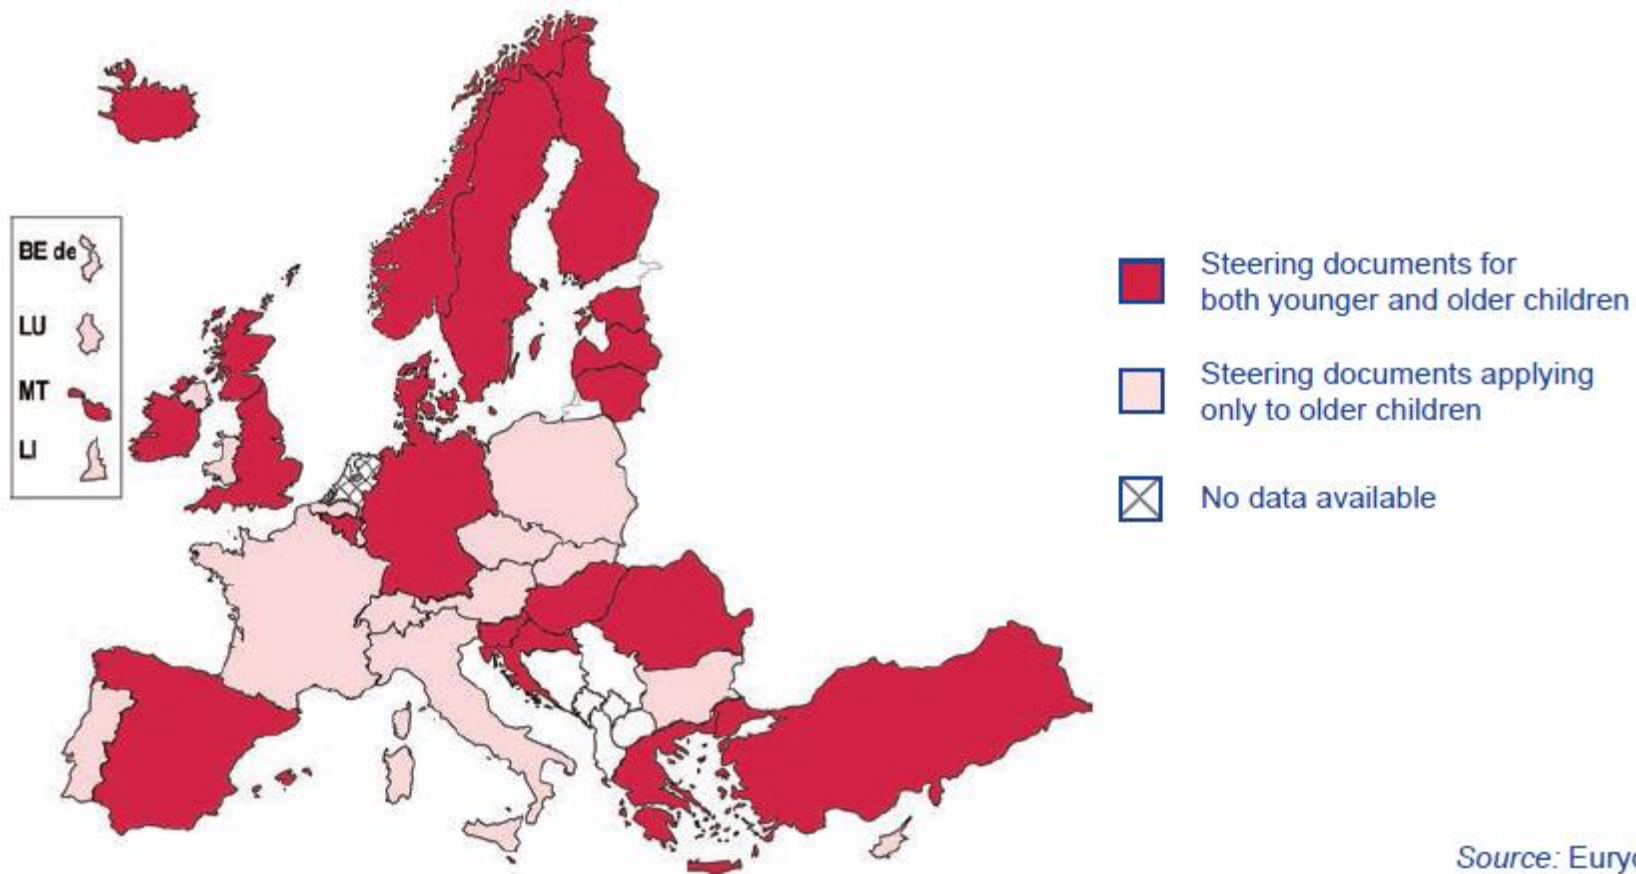 BE de
LU
MT
LI
Steering documents for
both younger and older children
Steering documents applying
only to older children
No data available
Source: